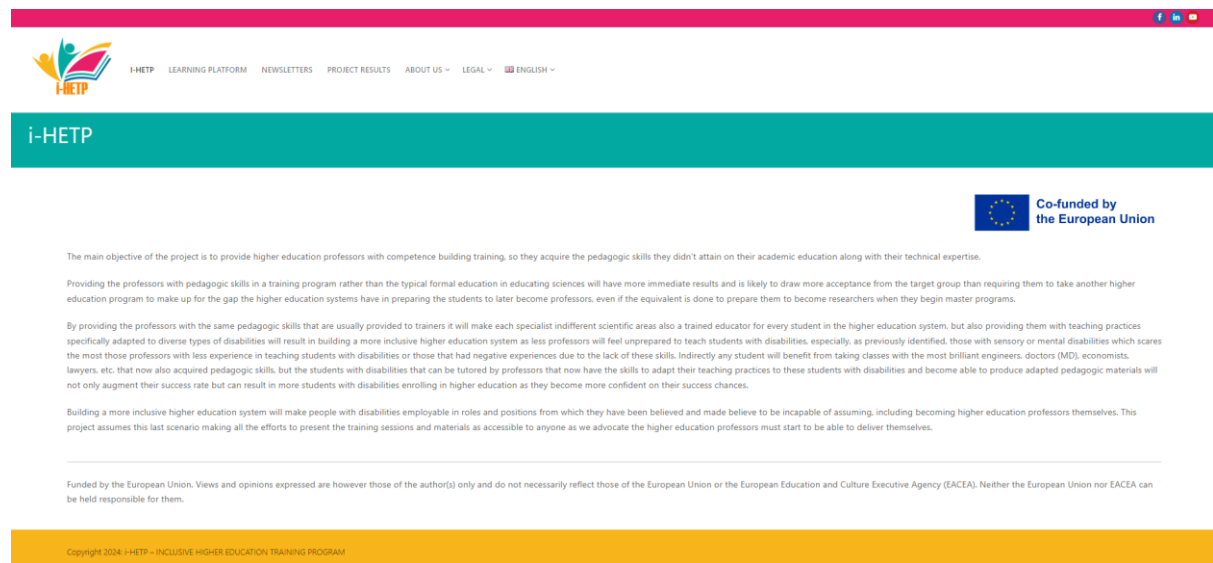 i-HETP
I-HETP LEARNING PLATFORM NEWSLETTERS PROJECT RESULTS ABOUT US LEGAL ENGLISH
i-HETP
Co-funded by
the European Union
The main objective of the project is to provide higher education professors with competence building training, so they acquire the pedagogic skills they didn't attain on their academic education along with their technical expertise.
Providing the professors with pedagogic skills in a training program rather than the typical formal education in educating sciences will have more immediate results and is likely to draw more acceptance from the target group than requiring them to take another higher
education program to make up for the gap the higher education systems have in preparing the students to later become professors, even if the equivalent is done to prepare them to become researchers when they begin master programs.
By providing the professors with the same pedagogic skills that are usually provided to trainers it will make each specialist indifferent scientific areas also a trained educator for every student in the higher education system, but also providing them with teaching practices
specifically adapted to diverse types of disabilities will result in building a more inclusive higher education system as less professors will feel unprepared to teach students with disabilities, especially, as previously identified, those with sensory or mental disabilities which scares
the most those professors with less experience in teaching students with disabilities or those that had negative experiences due to the lack of these skills. Indirectly any student will benefit from taking classes with the most brilliant engineers, doctors (MD), economists,
lawyers, etc. that now also acquired pedagogic skills, but the students with disabilities that can be tutored by professors that now have the skills to adapt their teaching practices to these students with disabilities and become able to produce adapted pedagogic materials will
not only augment their success rate but can result in more students with disabilities enrolling in higher education as they become more confident on their success chances.
Building a more inclusive higher education system will make people with disabilities employable in roles and positions from which they have been believed and made believe to be incapable of assuming, including becoming higher education professors themselves. This
project assumes this last scenario making all the efforts to present the training sessions and materials as accessible to anyone as we advocate the higher education professors must start to be able to deliver themselves.
Funded by the European Union. Views and opinions expressed are however those of the author(s) only and do not necessarily reflect those of the European Union or the European Education and Culture Executive Agency (EACEA). Neither the European Union nor EACEA can
be held responsible for them.
Copyright 2024: i-HETP – INCLUSIVE HIGHER EDUCATION TRAINING PROGRAM